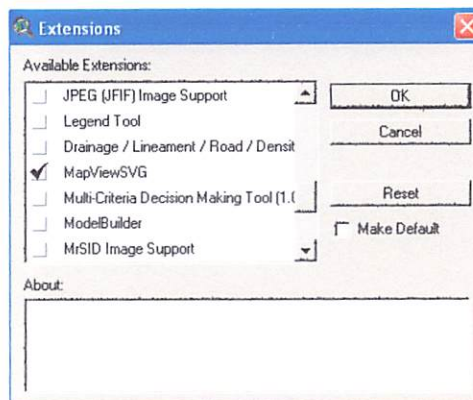 Extensions
Available Extensions:
JPEG (JFIF) Image Support
Legend Tool
Drainage / Lineament / Road / Densit
MapViewSVG
Multi-Criteria Decision Making Tool (1.(
ModelBuilder
MrSID Image Support
OK
Cancel
Reset
Make Default
About: